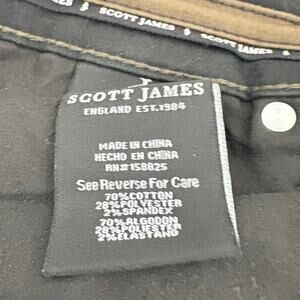 SCOTT JAMES
SCOTT JAMES
SCOTT JAMES
ENGLAND EST.1984
MADE IN CHINA
HECHO EN CHINA
RN#158825
See Reverse For Care
70%COTTON
28%POLYESTER
2%SPANDEX
70%ALGODON
28%POLIESTER
2%ELASTANO